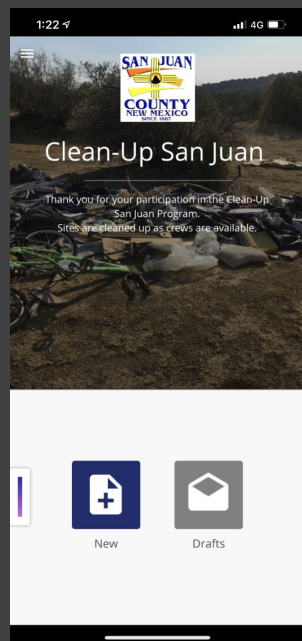 1:22
4G
SAN JUAN
COUNTY
NEW MEXICO
SINCE 1887
Clean-Up San Juan
Thank you for your participation in the Clean-Up
San Juan Program.
Sites are cleaned up as crews are available.
New
Drafts